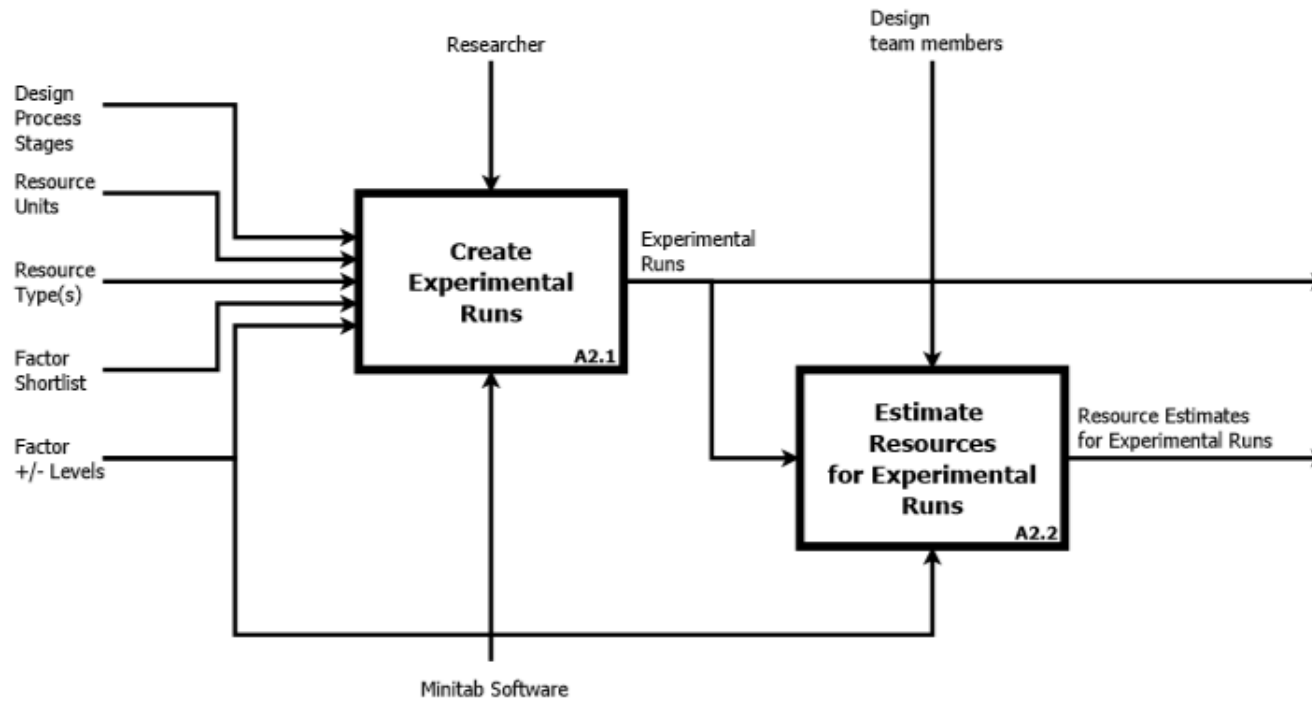 Design
team members
Researcher
Design
Process
Stages
Resource
Units
Resource
Type(s)
Factor
Shortlist
Factor
+/- Levels
Create
Experimental
Runs
A2.1
Experimental
Runs
Estimate
Resources
for Experimental
Runs
A2.2
Resource Estimates
for Experimental Runs
Minitab Software